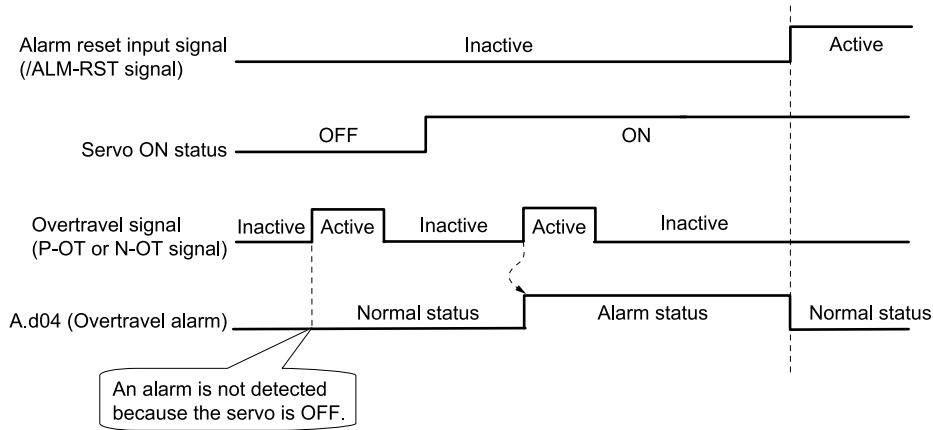 Alarm reset input signal
(/ALM-RST signal)
Inactive
Active
Servo ON status
OFF
ON
Overtravel signal
(P-OT or N-OT signal)
Inactive
Active
Inactive
Active
Inactive
A.d04 (Overtravel alarm)
Normal status
Alarm status
Normal status
An alarm is not detected
because the servo is OFF.